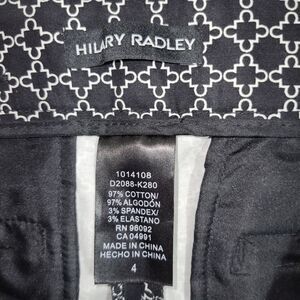 HILARY RADLEY
1014108
D2088-K280
97% COTTON/
97% ALGODÓN
3% SPANDEX/
3% ELASTANO
RN 96092
CA 04991
MADE IN CHINA
HECHO IN CHINA
4